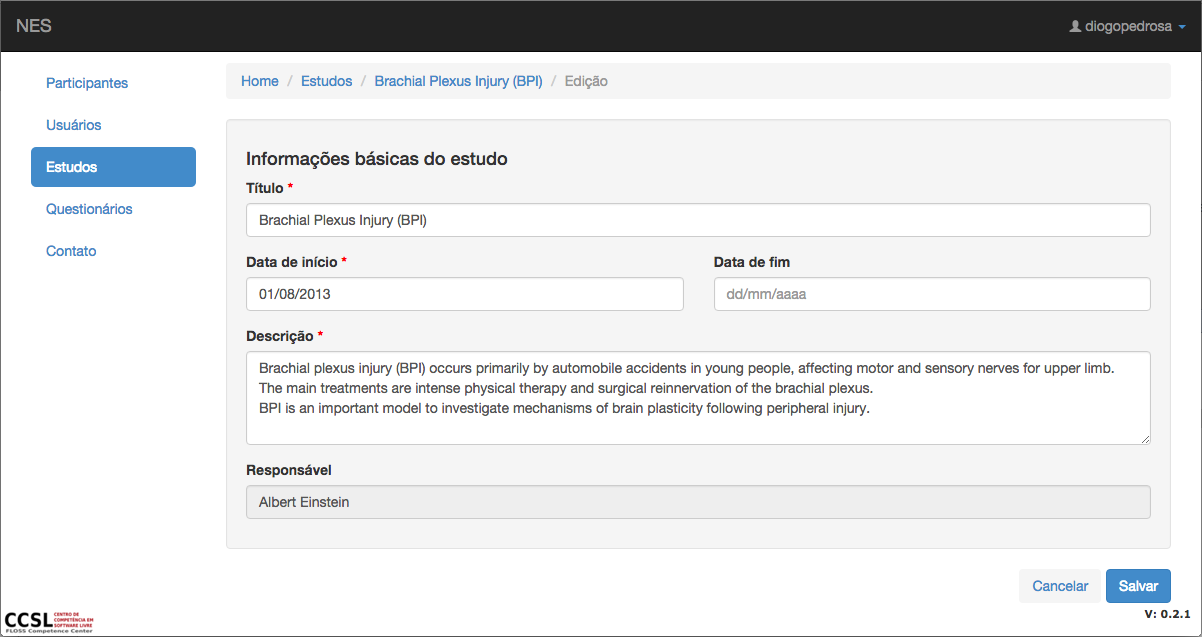 NES
diogopedrosa
Participantes
Usuários
Estudos
Questionários
Contato
Home / Estudos / Brachial Plexus Injury (BPI) / Edição
Informações básicas do estudo
Título *
Brachial Plexus Injury (BPI)
Data de início *
Data de fim
01/08/2013
dd/mm/aaaa
Descrição *
Brachial plexus injury (BPI) occurs primarily by automobile accidents in young people, affecting motor and sensory nerves for upper limb.
The main treatments are intense physical therapy and surgical reinnervation of the brachial plexus.
BPI is an important model to investigate mechanisms of brain plasticity following peripheral injury.
Responsável
Albert Einstein
Cancelar
Salvar
CCSL
CENTRO DE
COMPETÊNCIA EM
SOFTWARE LIVRE
FLOSS Competence Center
V: 0.2.1